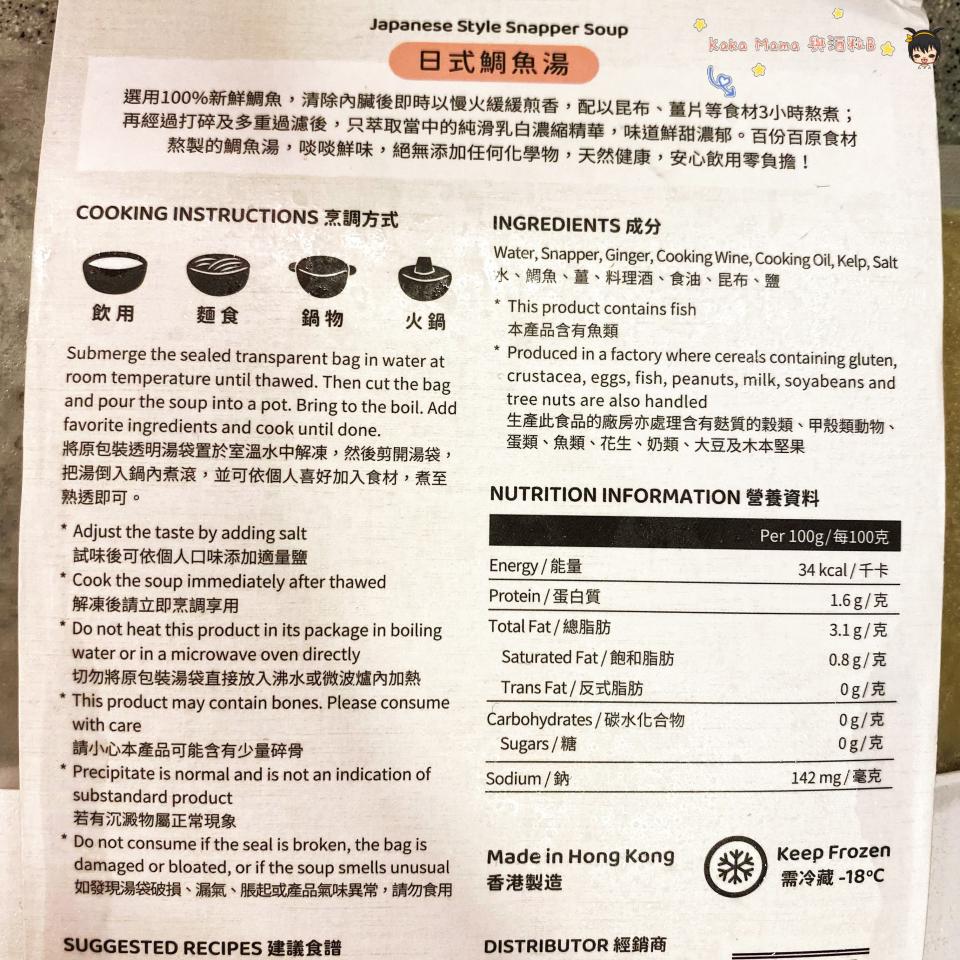 Kaka Mama 與酒粒B
Japanese Style Snapper Soup
日式鯛魚湯
選用100%新鮮鯛魚，清除內臟後即時以慢火緩緩煎香，配以昆布、薑片等食材3小時熬煮；
再經過打碎及多重過濾後，只萃取當中的純滑乳白濃縮精華，味道鮮甜濃郁。百份百原食材
熬製的鯛魚湯，啖啖鮮味，絕無添加任何化學物，天然健康，安心飲用零負擔！
COOKING INSTRUCTIONS 烹調方式
飲用 麵食 鍋物 火鍋
Submerge the sealed transparent bag in water at
room temperature until thawed. Then cut the bag
and pour the soup into a pot. Bring to the boil. Add
favorite ingredients and cook until done.
將原包裝透明湯袋置於室溫水中解凍，然後剪開湯袋，
把湯倒入鍋內煮滾，並可依個人喜好加入食材，煮至
熟透即可。
* Adjust the taste by adding salt
試味後可依個人口味添加適量鹽
* Cook the soup immediately after thawed
解凍後請立即烹調享用
* Do not heat this product in its package in boiling
water or in a microwave oven directly
切勿將原包裝湯袋直接放入沸水或微波爐內加熱
* This product may contain bones. Please consume
with care
請小心本產品可能含有少量碎骨
* Precipitate is normal and is not an indication of
substandard product
若有沉澱物屬正常現象
* Do not consume if the seal is broken, the bag is
damaged or bloated, or if the soup smells unusual
如發現湯袋破損、漏氣、脹起或產品氣味異常，請勿食用
SUGGESTED RECIPES 建議食譜
INGREDIENTS 成分
Water, Snapper, Ginger, Cooking Wine, Cooking Oil, Kelp, Salt
水、鯛魚、薑、料理酒、食油、昆布、鹽
* This product contains fish
本產品含有魚類
* Produced in a factory where cereals containing gluten,
crustacea, eggs, fish, peanuts, milk, soyabeans and
tree nuts are also handled
生產此食品的廠房亦處理含有麩質的穀類、甲殼類動物、
蛋類、魚類、花生、奶類、大豆及木本堅果
NUTRITION INFORMATION 營養資料
Per 100g/每100克
Energy/能量 34 kcal/千卡
Protein/蛋白質 1.6 g/克
Total Fat/總脂肪 3.1 g/克
Saturated Fat/飽和脂肪 0.8 g/克
Trans Fat/反式脂肪 0 g/克
Carbohydrates/碳水化合物 0 g/克
Sugars/糖 0 g/克
Sodium/鈉 142 mg/毫克
Made in Hong Kong
香港製造
Keep Frozen
需冷藏 -18°C
DISTRIBUTOR 經銷商